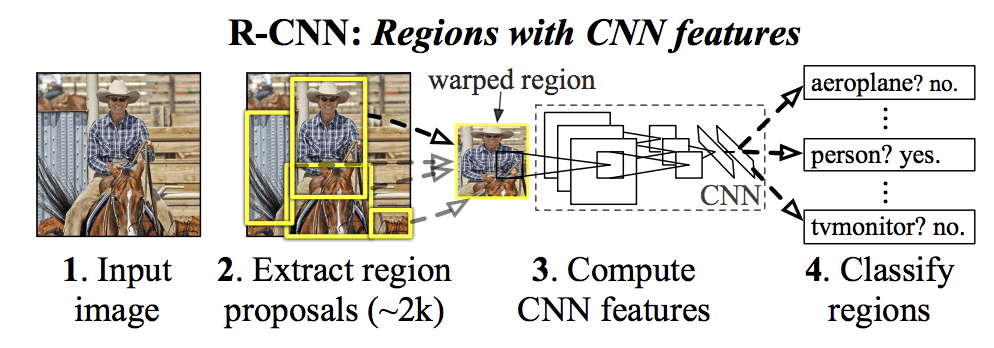 R-CNN: Regions with CNN features
warped region
aeroplane? no.
person? yes.
tvmonitor? no.
CNN
1. Input
image
2. Extract region
proposals (~2k)
3. Compute
CNN features
4. Classify
regions